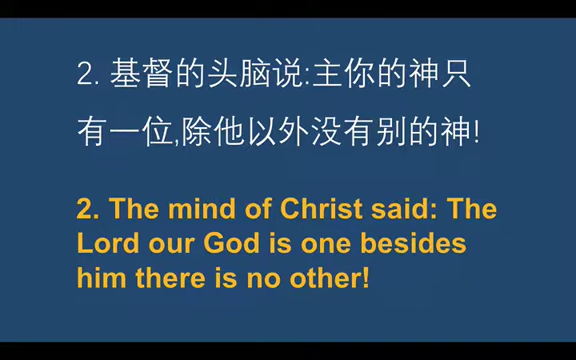 2. 基督的头脑说:主你的神只
有一位,除他以外没有别的神!
2. The mind of Christ said: The
Lord our God is one besides
him there is no other!